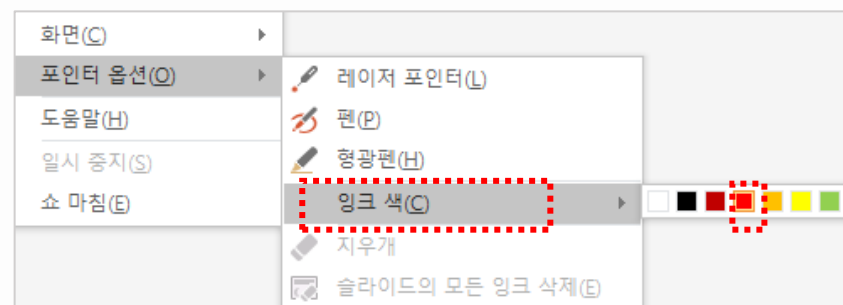 화면(C)
포인터 옵션(O)
도움말(H)
일시 중지(S)
쇼 마침(E)
레이저 포인터(L)
펜(P)
형광펜(H)
잉크 색(C)
지우개
슬라이드의 모든 잉크 삭제(E)